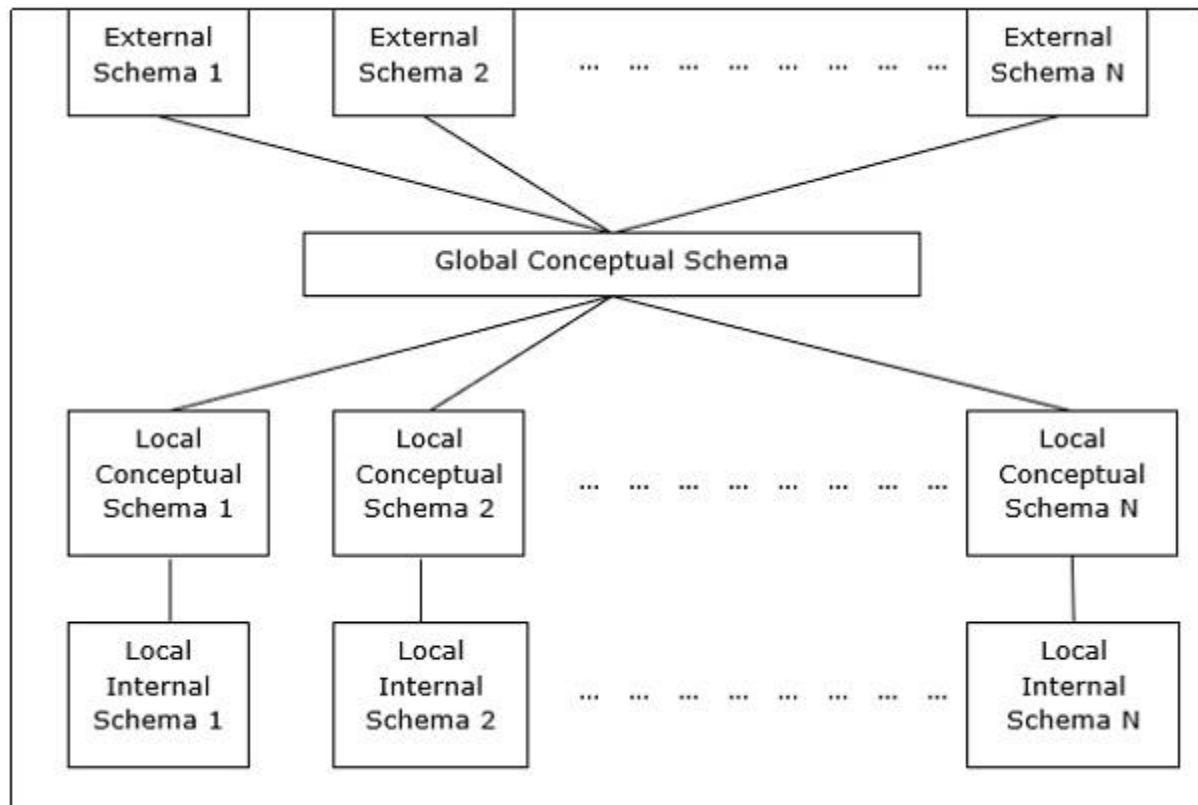 External
Schema 1
External
Schema 2
... ... ... ... ... ... ... ...
External
Schema N
Global Conceptual Schema
Local
Conceptual
Schema 1
Local
Conceptual
Schema 2
... ... ... ... ... ... ... ...
Local
Conceptual
Schema N
Local
Internal
Schema 1
Local
Internal
Schema 2
... ... ... ... ... ... ... ...
Local
Internal
Schema N